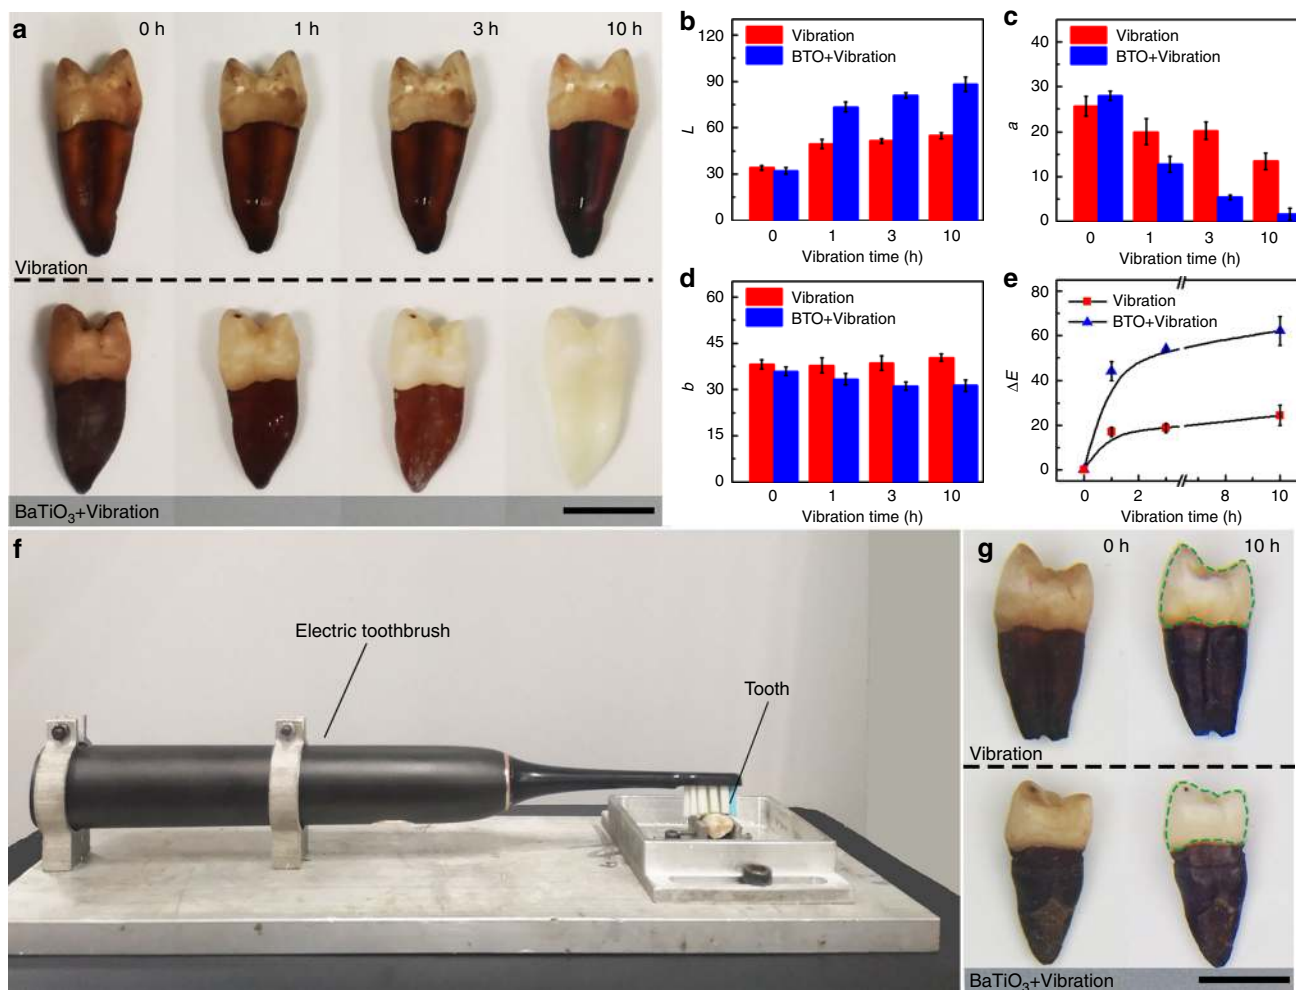 a
0 h
1 h
3 h
10 h
Vibration
BaTiO3+Vibration
b
120
90
60
30
0
L
Vibration
BTO+Vibration
0
1
3
10
Vibration time (h)
c
40
30
20
10
0
a
Vibration
BTO+Vibration
0
1
3
10
Vibration time (h)
d
60
45
30
15
0
b
Vibration
BTO+Vibration
0
1
3
10
Vibration time (h)
e
80
60
40
20
0
ΔE
Vibration
BTO+Vibration
0
2
8
10
Vibration time (h)
f
Electric toothbrush
Tooth
g
0 h
10 h
Vibration
BaTiO3+Vibration